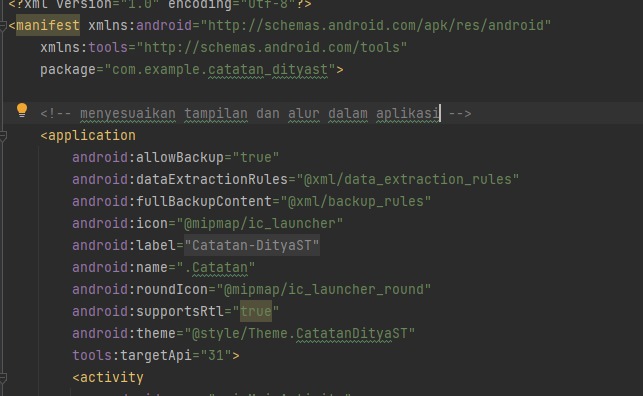 <?xml version="1.0" encoding="utf-8"?>
<manifest xmlns:android="http://schemas.android.com/apk/res/android"
xmlns:tools="http://schemas.android.com/tools"
package="com.example.catatan_dityast">
<!-- menyesuaikan tampilan dan alur dalam aplikasi -->
<application
android:allowBackup="true"
android:dataExtractionRules="@xml/data_extraction_rules"
android:fullBackupContent="@xml/backup_rules"
android:icon="@mipmap/ic_launcher"
android:label="Catatan-DityaST"
android:name=".Catatan"
android:roundIcon="@mipmap/ic_launcher_round"
android:supportsRtl="true"
android:theme="@style/Theme.CatatanDityaST"
tools:targetApi="31">
<activity